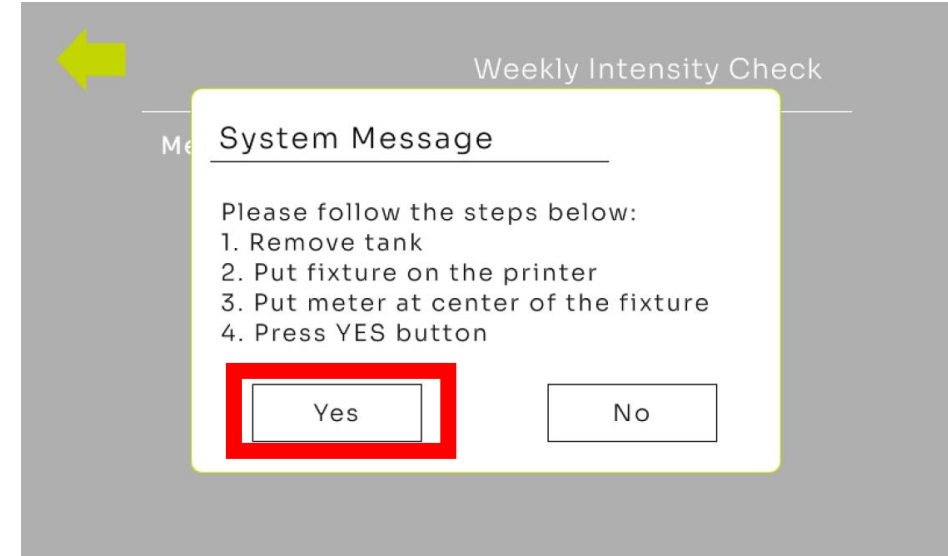 Weekly Intensity Check
Me
System Message
Please follow the steps below:
1. Remove tank
2. Put fixture on the printer
3. Put meter at center of the fixture
4. Press YES button
Yes
No